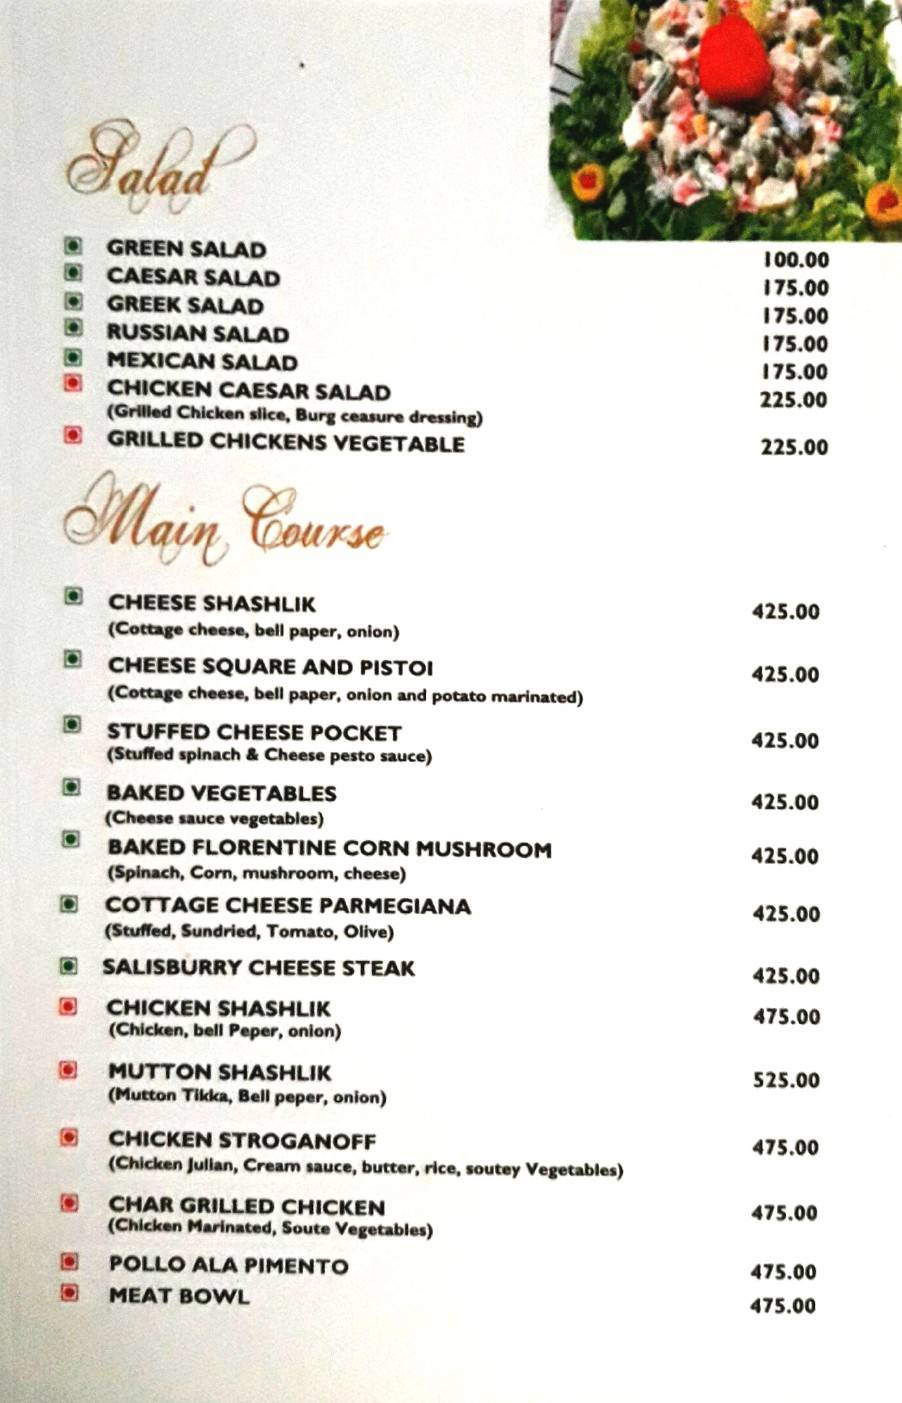 Salad
GREEN SALAD 100.00
CAESAR SALAD 175.00
GREEK SALAD 175.00
RUSSIAN SALAD 175.00
MEXICAN SALAD 175.00
CHICKEN CAESAR SALAD 225.00
(Grilled Chicken slice, Burg ceasure dressing)
GRILLED CHICKENS VEGETABLE 225.00
Main Course
CHEESE SHASHLIK 425.00
(Cottage cheese, bell paper, onion)
CHEESE SQUARE AND PISTOI 425.00
(Cottage cheese, bell paper, onion and potato marinated)
STUFFED CHEESE POCKET 425.00
(Stuffed spinach & Cheese pesto sauce)
BAKED VEGETABLES 425.00
(Cheese sauce vegetables)
BAKED FLORENTINE CORN MUSHROOM 425.00
(Spinach, Corn, mushroom, cheese)
COTTAGE CHEESE PARMEGIANA 425.00
(Stuffed, Sundried, Tomato, Olive)
SALISBURRY CHEESE STEAK 425.00
CHICKEN SHASHLIK 475.00
(Chicken, bell Peper, onion)
MUTTON SHASHLIK 525.00
(Mutton Tikka, Bell peper, onion)
CHICKEN STROGANOFF 475.00
(Chicken Julian, Cream sauce, butter, rice, soutey Vegetables)
CHAR GRILLED CHICKEN 475.00
(Chicken Marinated, Soute Vegetables)
POLLO ALA PIMENTO 475.00
MEAT BOWL 475.00